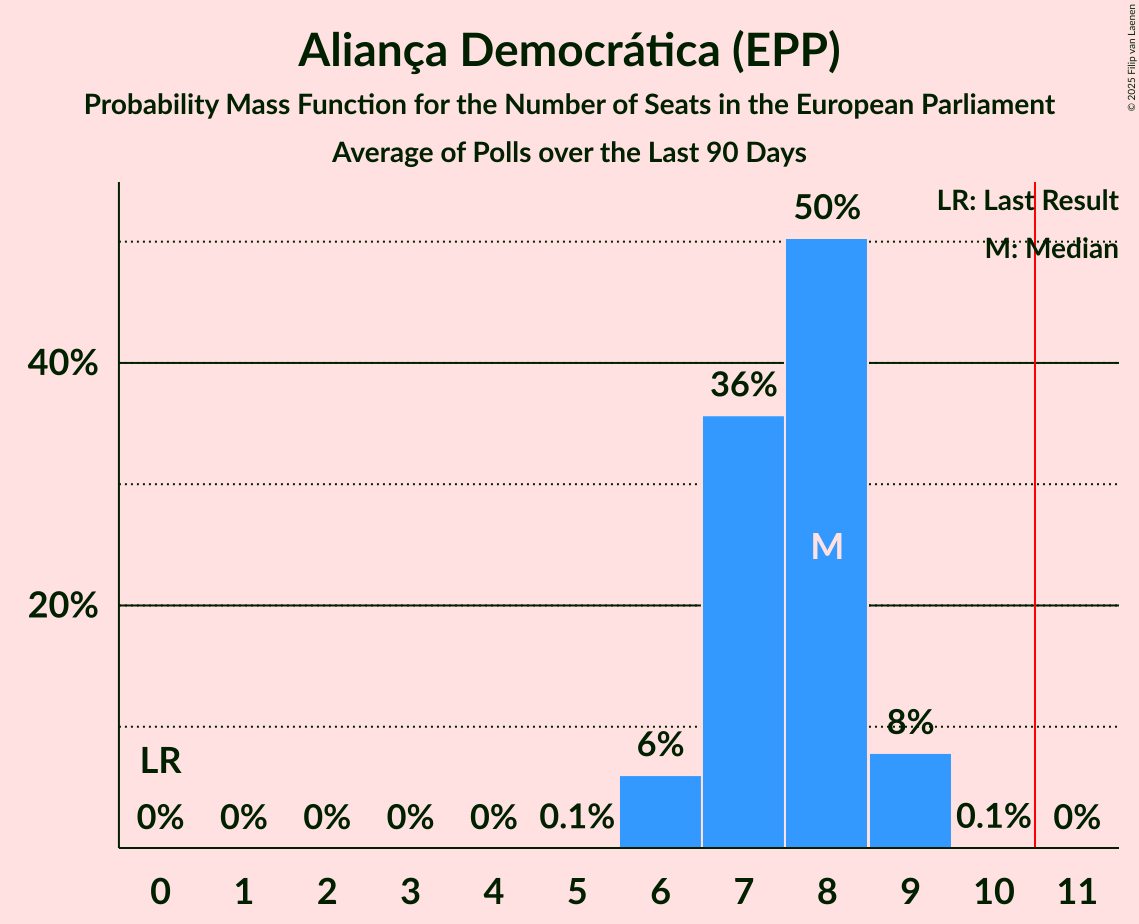 Aliança Democrática (EPP)
Probability Mass Function for the Number of Seats in the European Parliament
Average of Polls over the Last 90 Days
© 2025 Filip van Laenen
LR: Last Result
M: Median
50%
40%
36%
M
20%
8%
6%
LR
0% 0% 0% 0% 0% 0.1% 0.1% 0%
0 1 2 3 4 5 6 7 8 9 10 11